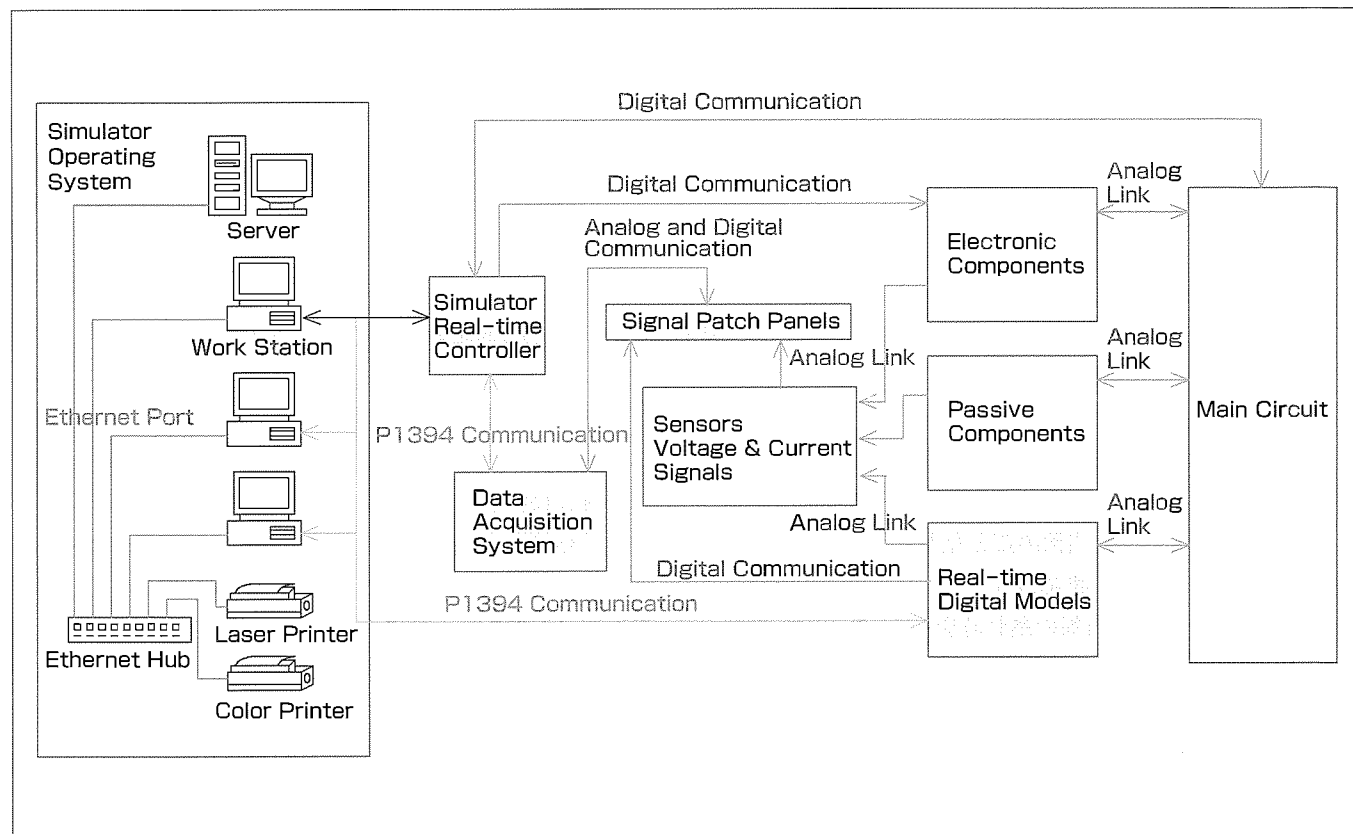 Digital Communication
Simulator
Operating
System
Server
Work Station
Ethernet Port
Laser Printer
Ethernet Hub
Color Printer
Digital Communication
Analog and Digital
Communication
Simulator
Real-time
Controller
P1394 Communication
Data
Acquisition
System
Signal Patch Panels
Analog Link
Sensors
Voltage & Current
Signals
Analog Link
Digital Communication
P1394 Communication
Electronic
Components
Passive
Components
Real-time
Digital Models
Analog
Link
Analog
Link
Analog
Link
Main Circuit